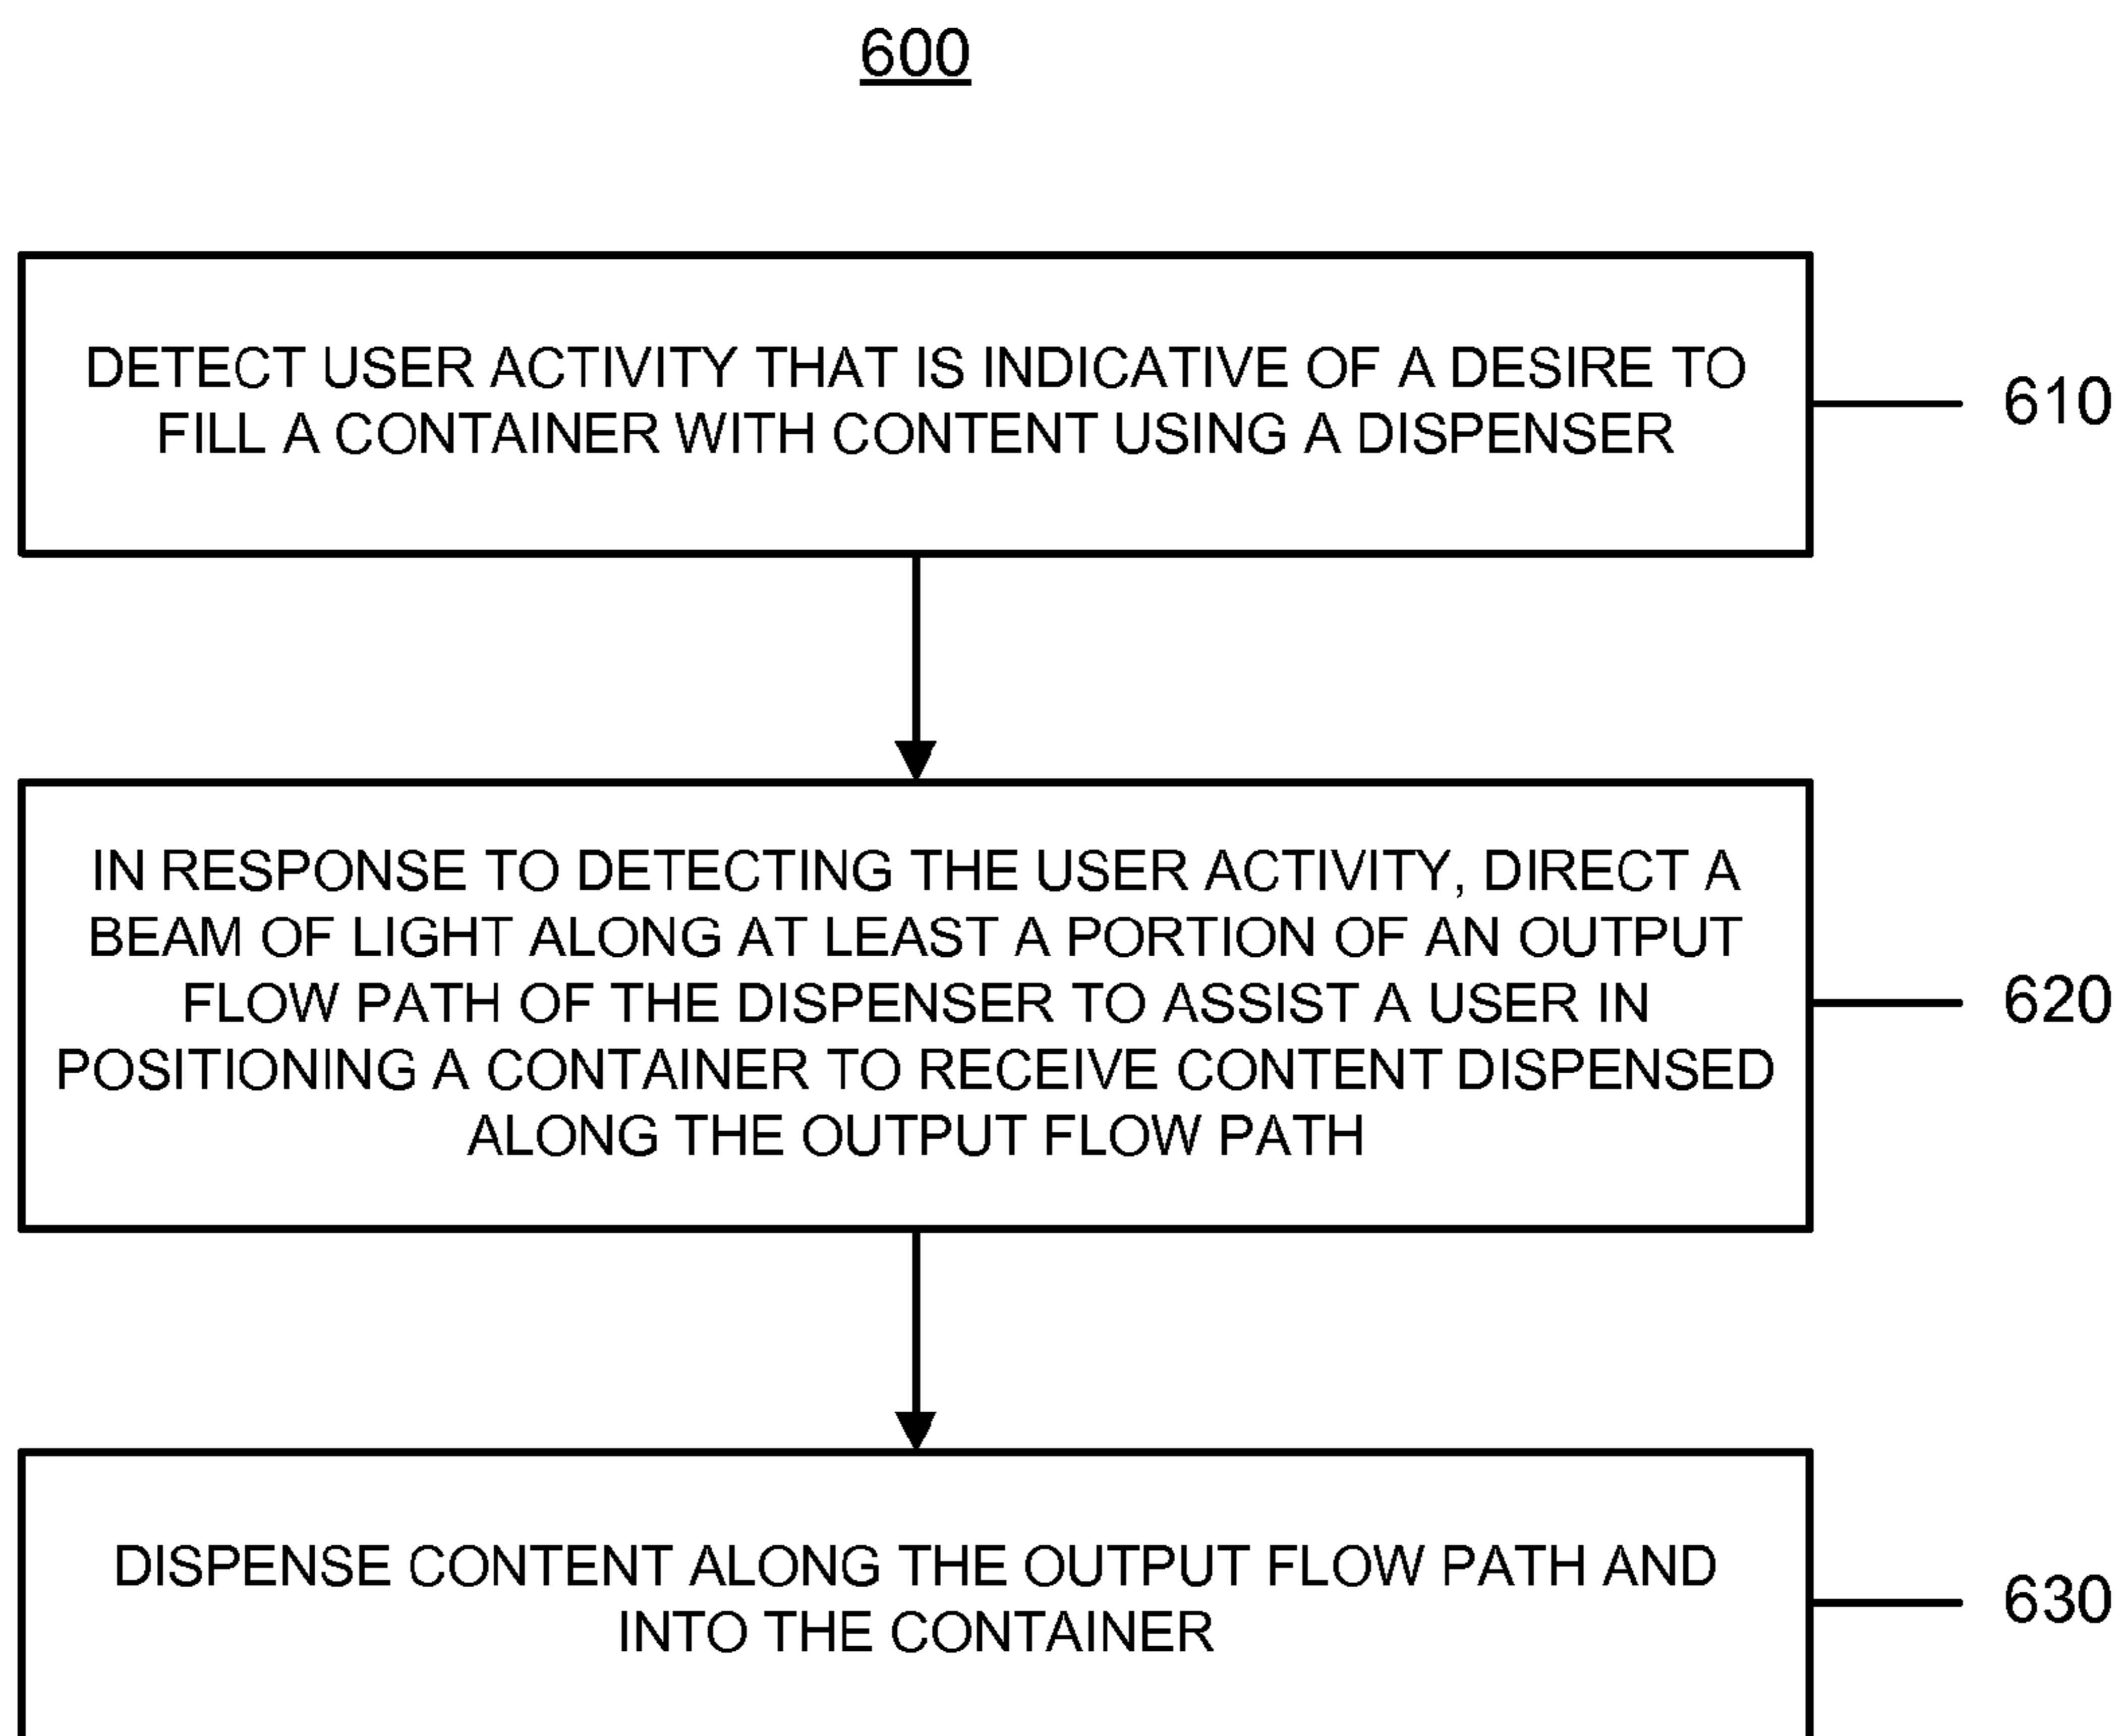 600
DETECT USER ACTIVITY THAT IS INDICATIVE OF A DESIRE TO
FILL A CONTAINER WITH CONTENT USING A DISPENSER
610
IN RESPONSE TO DETECTING THE USER ACTIVITY, DIRECT A
BEAM OF LIGHT ALONG AT LEAST A PORTION OF AN OUTPUT
FLOW PATH OF THE DISPENSER TO ASSIST A USER IN
POSITIONING A CONTAINER TO RECEIVE CONTENT DISPENSED
ALONG THE OUTPUT FLOW PATH
620
DISPENSE CONTENT ALONG THE OUTPUT FLOW PATH AND
INTO THE CONTAINER
630